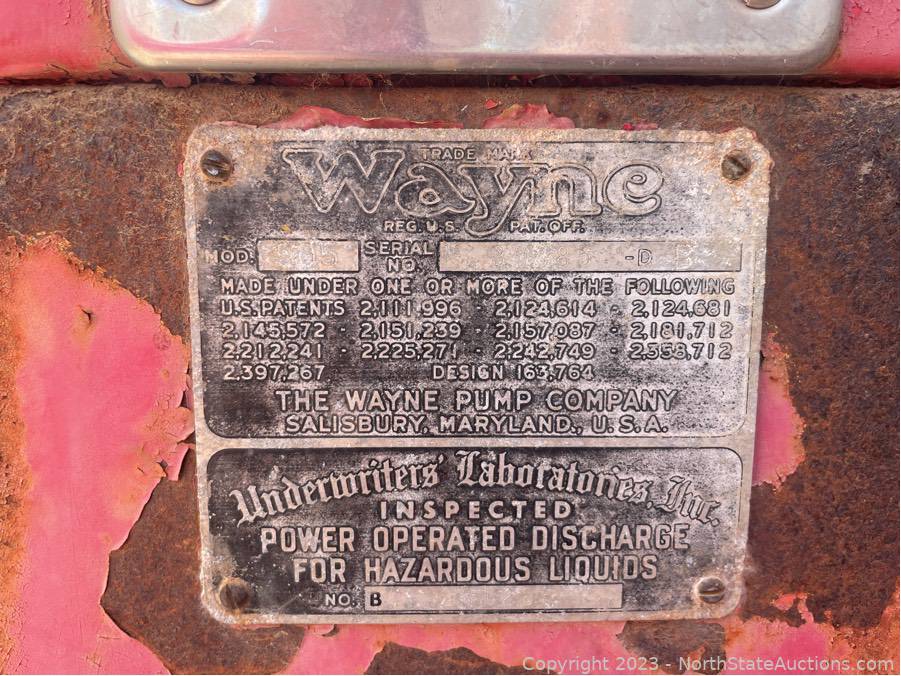 TRADE MARK
Wayne
REG. U.S. PAT. OFF.
MOD. SERIAL NO. -D
MADE UNDER ONE OR MORE OF THE FOLLOWING
U.S. PATENTS 2,111,996 - 2,124,614 - 2,124,681
2,145,572 - 2,151,239 - 2,157,087 - 2,181,712
2,212,241 - 2,225,271 - 2,242,749 - 2,558,712
2,397,267 DESIGN 163,764
THE WAYNE PUMP COMPANY
SALISBURY, MARYLAND, U.S.A.
Underwriters' Laboratories, Inc.
INSPECTED
POWER OPERATED DISCHARGE
FOR HAZARDOUS LIQUIDS
NO. B
Copyright 2023 - NorthStateAuctions.com